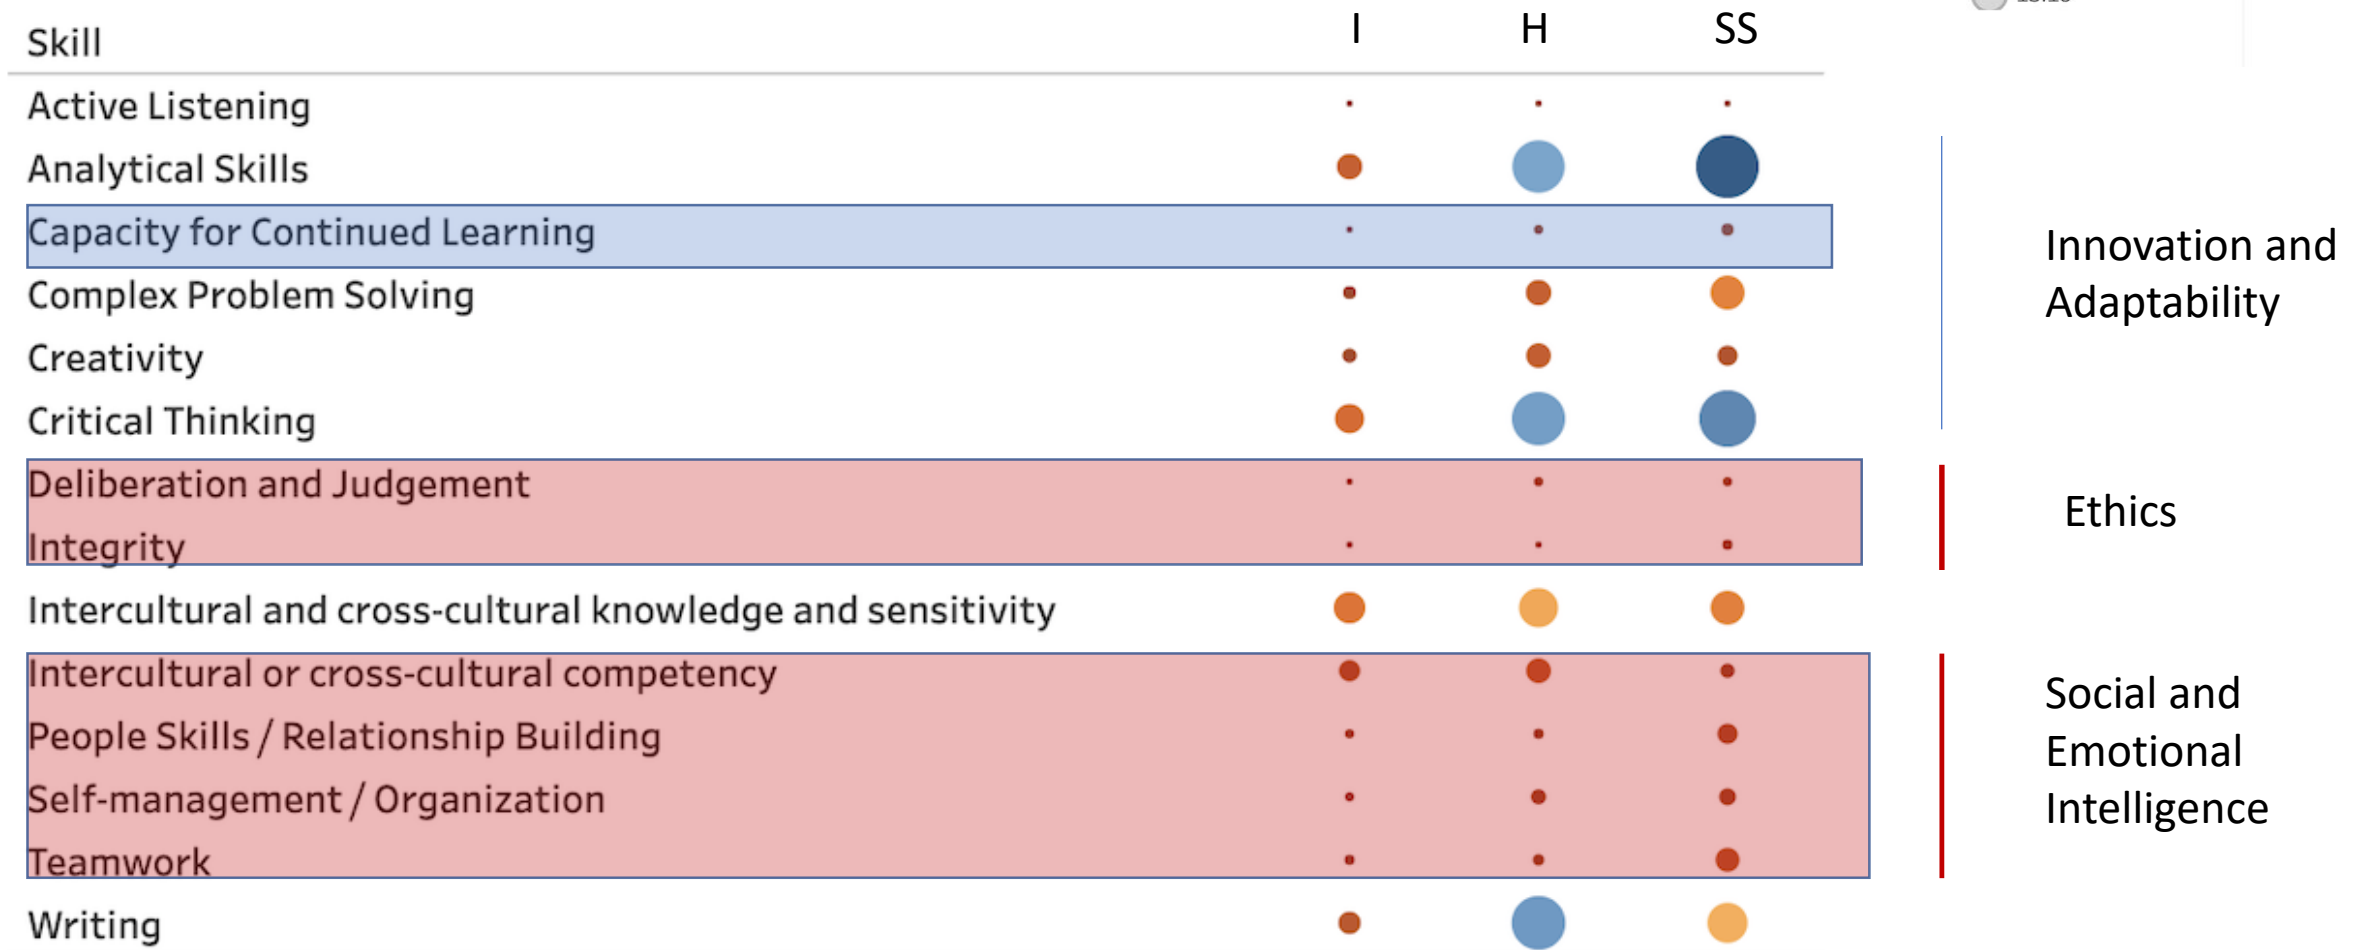 Skill I H SS
Active Listening
Analytical Skills
Capacity for Continued Learning
Complex Problem Solving
Creativity
Critical Thinking
Deliberation and Judgement
Integrity
Intercultural and cross-cultural knowledge and sensitivity
Intercultural or cross-cultural competency
People Skills / Relationship Building
Self-management / Organization
Teamwork
Writing
Innovation and
Adaptability
Ethics
Social and
Emotional
Intelligence